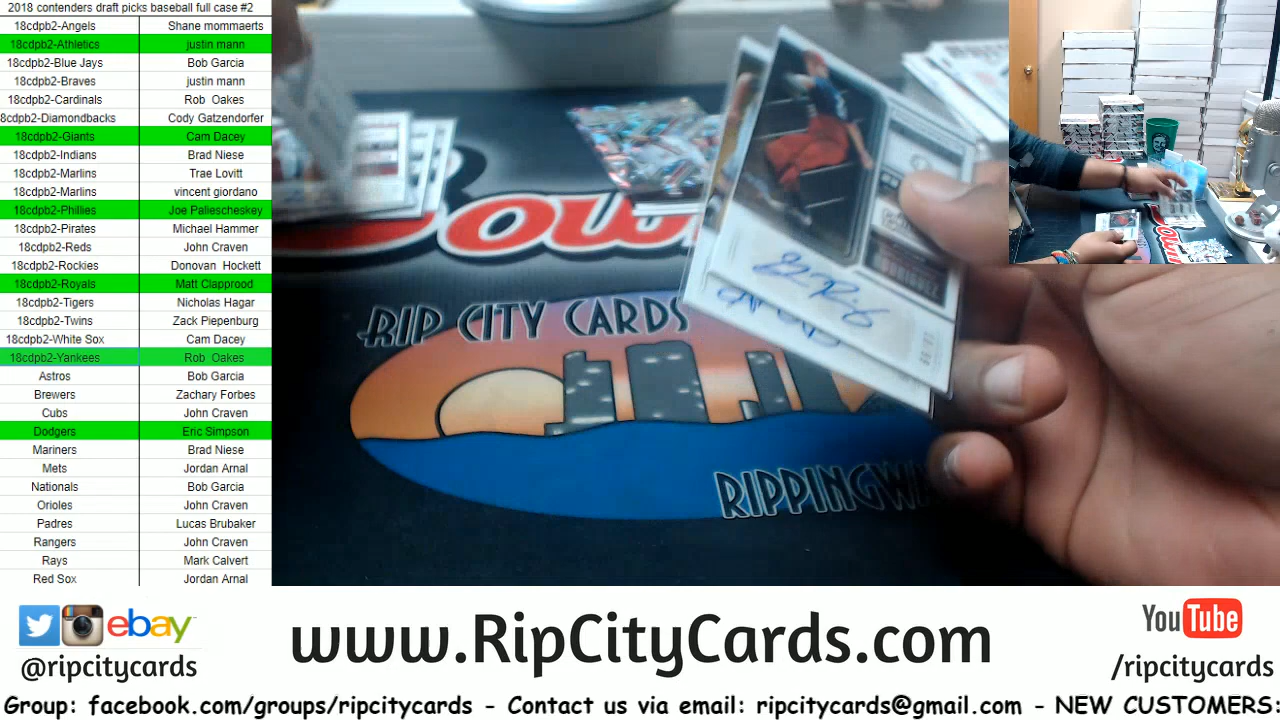 2018 contenders draft picks baseball full case #2
18cdpb2-Angels Shane mommaerts
18cdpb2-Athletics justin mann
18cdpb2-Blue Jays Bob Garcia
18cdpb2-Braves justin mann
18cdpb2-Cardinals Rob Oakes
8cdpb2-Diamondbacks Cody Gatzendorfer
18cdpb2-Giants Cam Dacey
18cdpb2-Indians Brad Niese
18cdpb2-Marlins Trae Lovitt
18cdpb2-Marlins vincent giordano
18cdpb2-Phillies Joe Paliescheskey
18cdpb2-Pirates Michael Hammer
18cdpb2-Reds John Craven
18cdpb2-Rockies Donovan Hockett
18cdpb2-Royals Matt Clapprood
18cdpb2-Tigers Nicholas Hagar
18cdpb2-Twins Zack Piepenburg
18cdpb2-White Sox Cam Dacey
18cdpb2-Yankees Rob Oakes
Astros Bob Garcia
Brewers Zachary Forbes
Cubs John Craven
Dodgers Eric Simpson
Mariners Brad Niese
Mets Jordan Arnal
Nationals Bob Garcia
Orioles John Craven
Padres Lucas Brubaker
Rangers John Craven
Rays Mark Calvert
Red Sox Jordan Arnal
RIP CITY CARDS
RIPPINGW
ebay
@ripcitycards
www.RipCityCards.com
YouTube
/ripcitycards
Group: facebook.com/groups/ripcitycards - Contact us via email: ripcitycards@gmail.com - NEW CUSTOMERS: